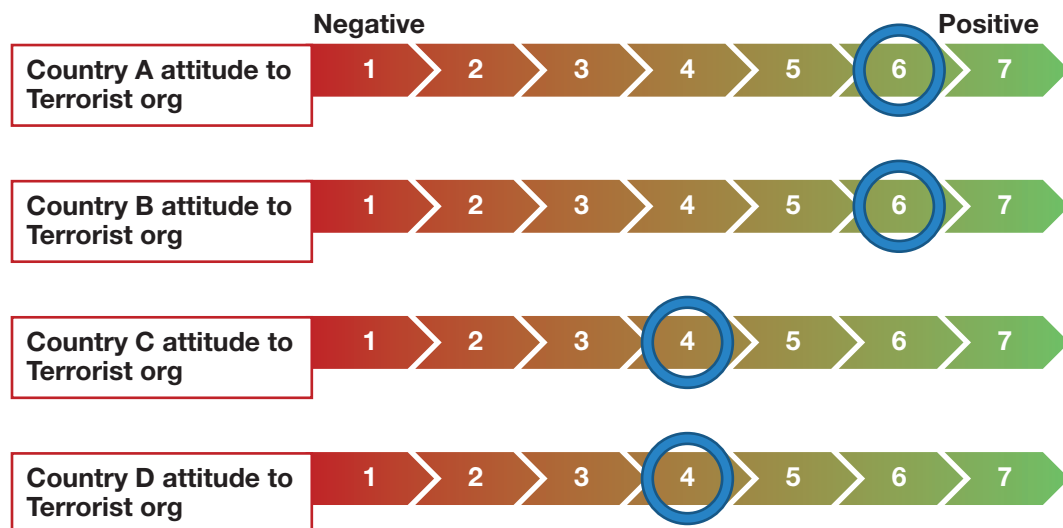 Negative Positive
Country A attitude to
Terrorist org
1 2 3 4 5 6 7
Country B attitude to
Terrorist org
1 2 3 4 5 6 7
Country C attitude to
Terrorist org
1 2 3 4 5 6 7
Country D attitude to
Terrorist org
1 2 3 4 5 6 7